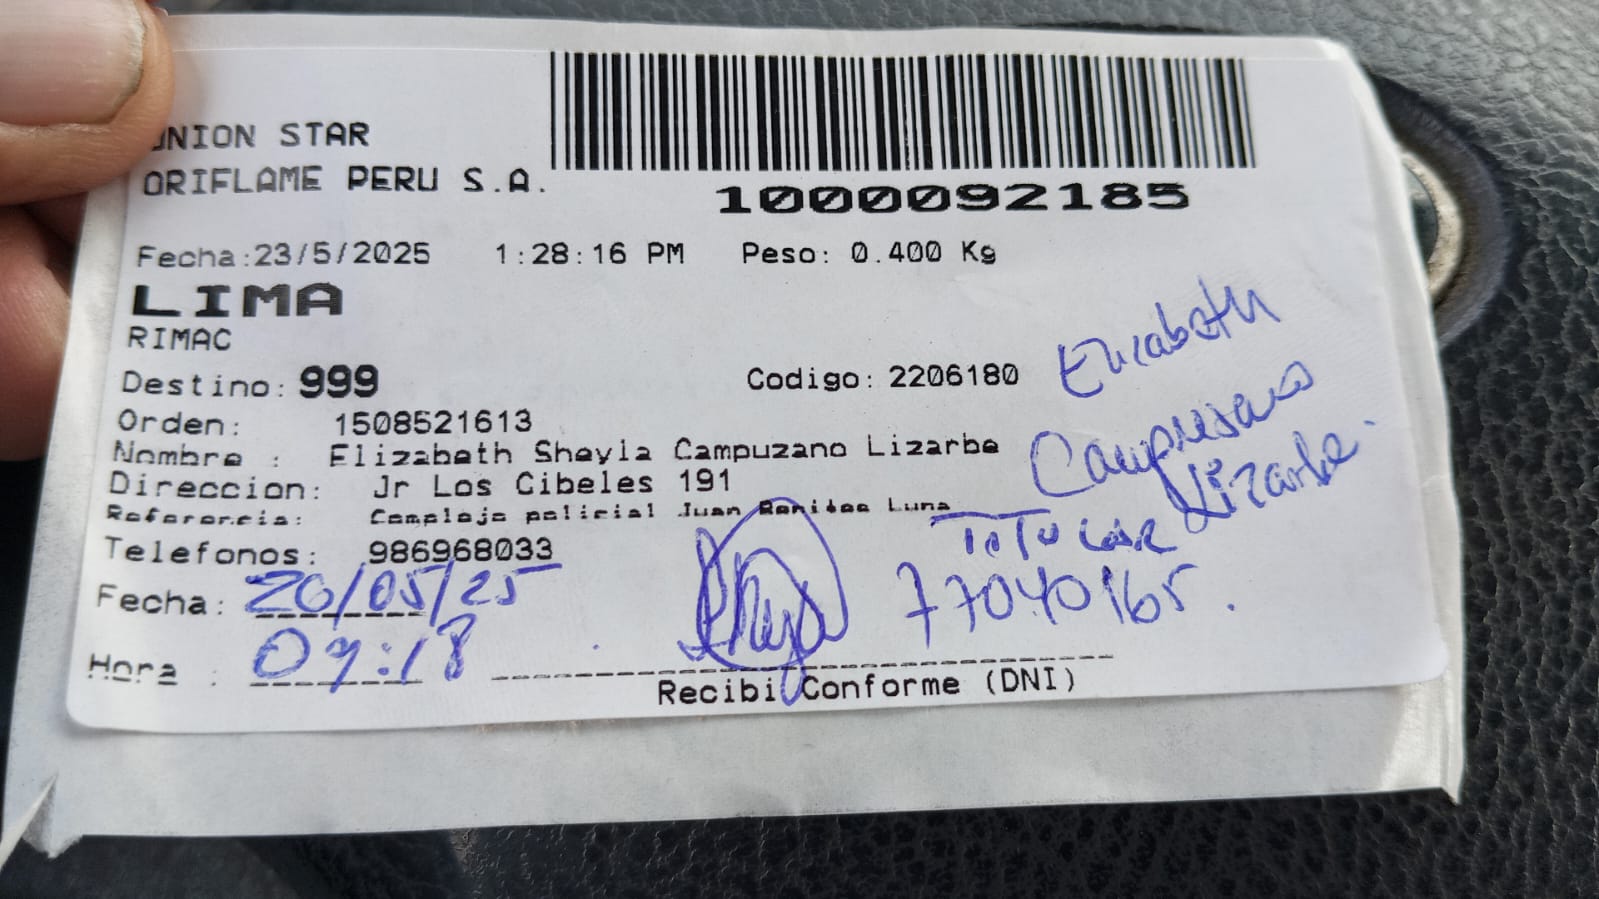 UNION STAR
ORIFLAME PERU S.A.
1000092185
Fecha:23/5/2025 1:28:16 PM Peso: 0.400 Kg
LIMA
RIMAC
Destino: 999 Codigo: 2206180
Orden: 1508521613
Nombre : Elizabeth Sheyla Campuzano Lizarbe
Direccion: Jr Los Cibeles 191
Referencia: Complejo policial Juan Benites Luna
Telefonos: 986968033
Fecha: 26/05/25
Hora : 09:18
Recibi Conforme (DNI)
Elizabeth
Campusano
Lizarbe.
TITULAR
77040165.